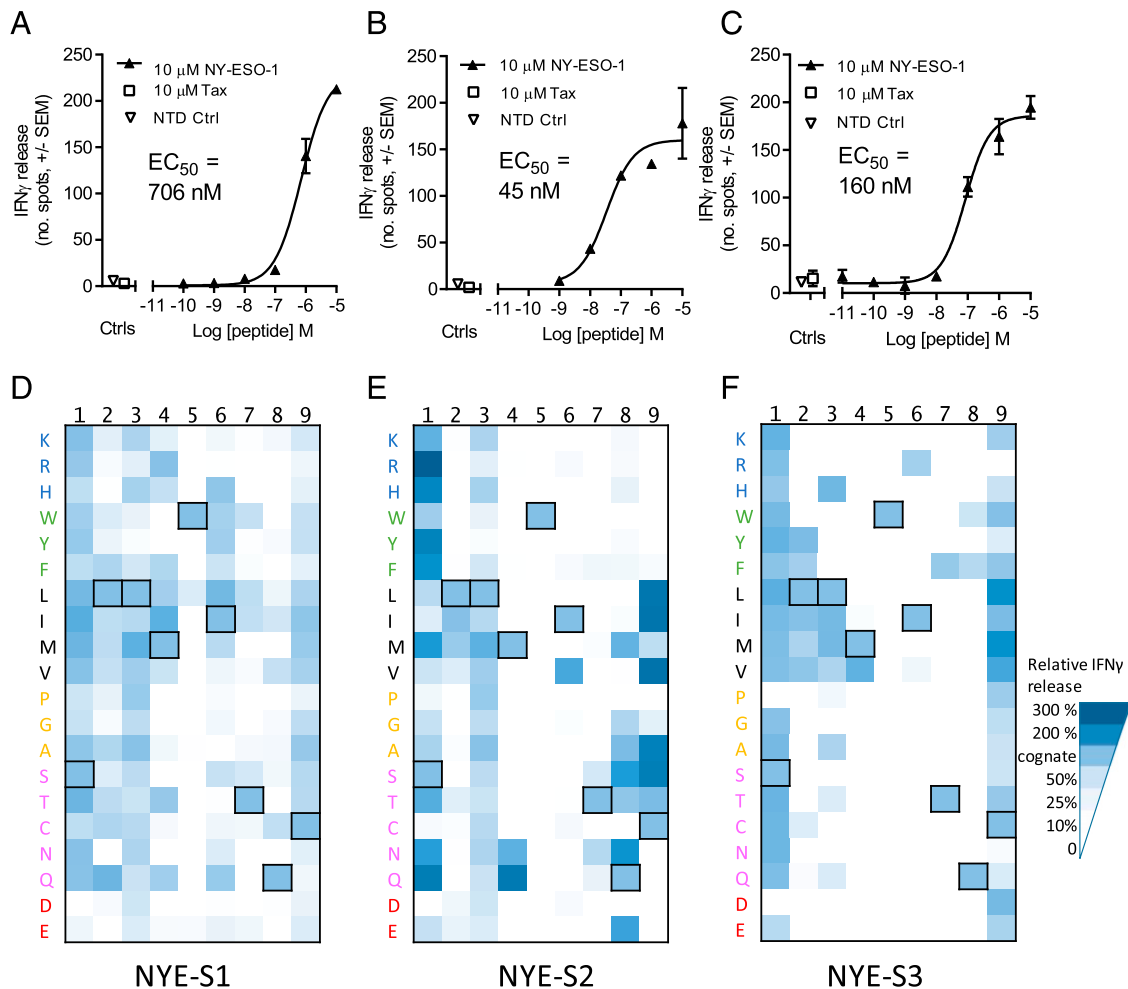 A
250
200
150
100
50
0
IFNγ release
(no. spots, +/- SEM)
10 μM NY-ESO-1
10 μM Tax
NTD Ctrl
EC50 =
706 nM
-11 -10 -9 -8 -7 -6 -5
Ctrls
Log [peptide] M
B
250
200
150
100
50
0
IFNγ release
(no. spots, +/- SEM)
10 μM NY-ESO-1
10 μM Tax
NTD Ctrl
EC50 =
45 nM
-11 -10 -9 -8 -7 -6 -5
Ctrls
Log [peptide] M
C
250
200
150
100
50
0
IFNγ release
(no. spots, +/- SEM)
10 μM NY-ESO-1
10 μM Tax
NTD Ctrl
EC50 =
160 nM
-11 -10 -9 -8 -7 -6 -5
Ctrls
Log [peptide] M
D
1 2 3 4 5 6 7 8 9
K
R
H
W
Y
F
L
I
M
V
P
G
A
S
T
C
N
Q
D
E
NYE-S1
E
1 2 3 4 5 6 7 8 9
K
R
H
W
Y
F
L
I
M
V
P
G
A
S
T
C
N
Q
D
E
NYE-S2
F
1 2 3 4 5 6 7 8 9
K
R
H
W
Y
F
L
I
M
V
P
G
A
S
T
C
N
Q
D
E
NYE-S3
Relative IFNγ
release
300 %
200 %
cognate
50%
25%
10%
0